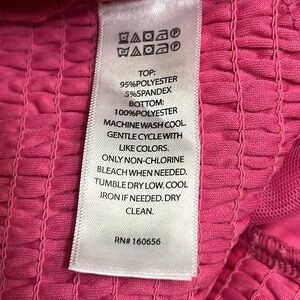 TOP:
95%POLYESTER
5%SPANDEX
BOTTOM:
100%POLYESTER
MACHINE WASH COOL
GENTLE CYCLE WITH
LIKE COLORS.
ONLY NON-CHLORINE
BLEACH WHEN NEEDED.
TUMBLE DRY LOW. COOL
IRON IF NEEDED. DRY
CLEAN.
RN# 160656